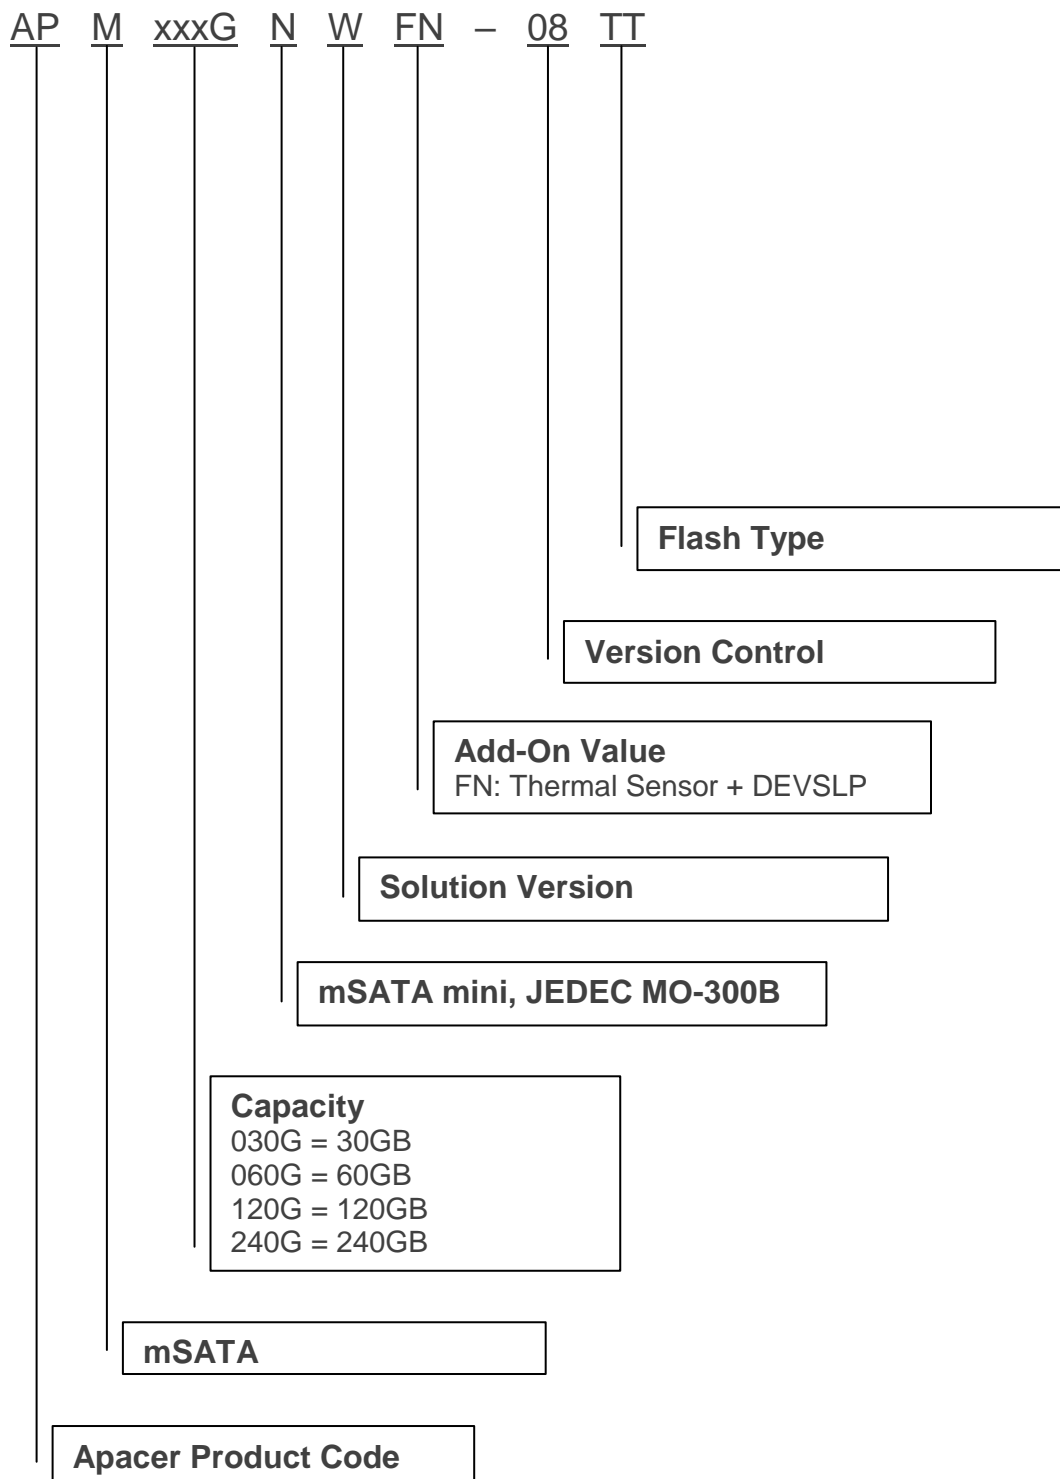 AP M xxxG N W FN – 08 TT
Flash Type
Version Control
Add-On Value
FN: Thermal Sensor + DEVSLP
Solution Version
mSATA mini, JEDEC MO-300B
Capacity
030G = 30GB
060G = 60GB
120G = 120GB
240G = 240GB
mSATA
Apacer Product Code